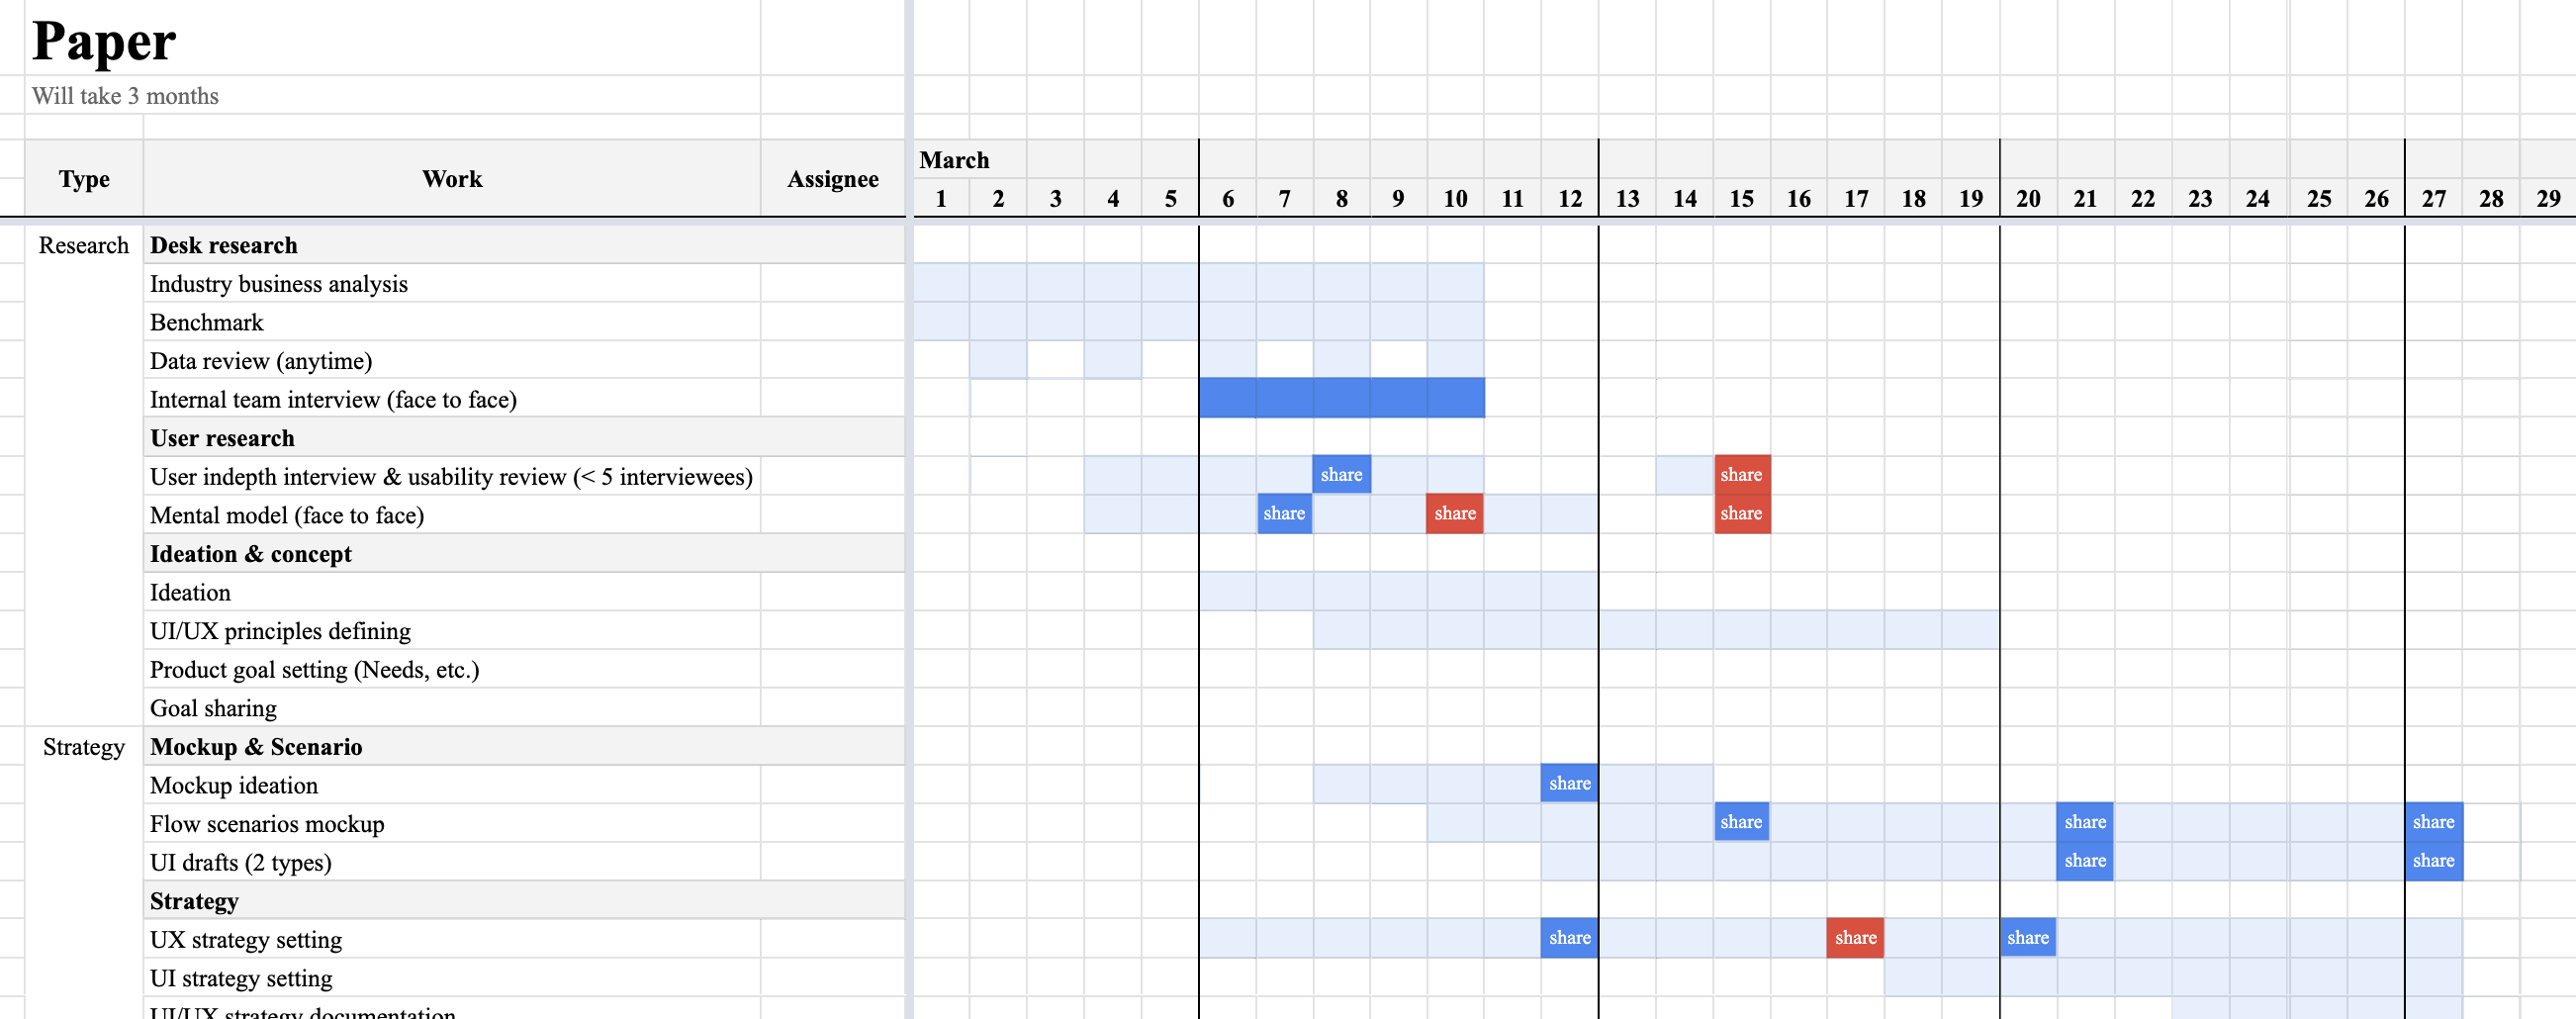 Paper
Will take 3 months
Type Work Assignee March
1 2 3 4 5 6 7 8 9 10 11 12 13 14 15 16 17 18 19 20 21 22 23 24 25 26 27 28 29
Research Desk research
Industry business analysis
Benchmark
Data review (anytime)
Internal team interview (face to face)
User research
User indepth interview & usability review (< 5 interviewees) share share
Mental model (face to face) share share share
Ideation & concept
Ideation
UI/UX principles defining
Product goal setting (Needs, etc.)
Goal sharing
Strategy Mockup & Scenario
Mockup ideation share
Flow scenarios mockup share share share
UI drafts (2 types) share share
Strategy
UX strategy setting share share share
UI strategy setting
UI/UX strategy documentation